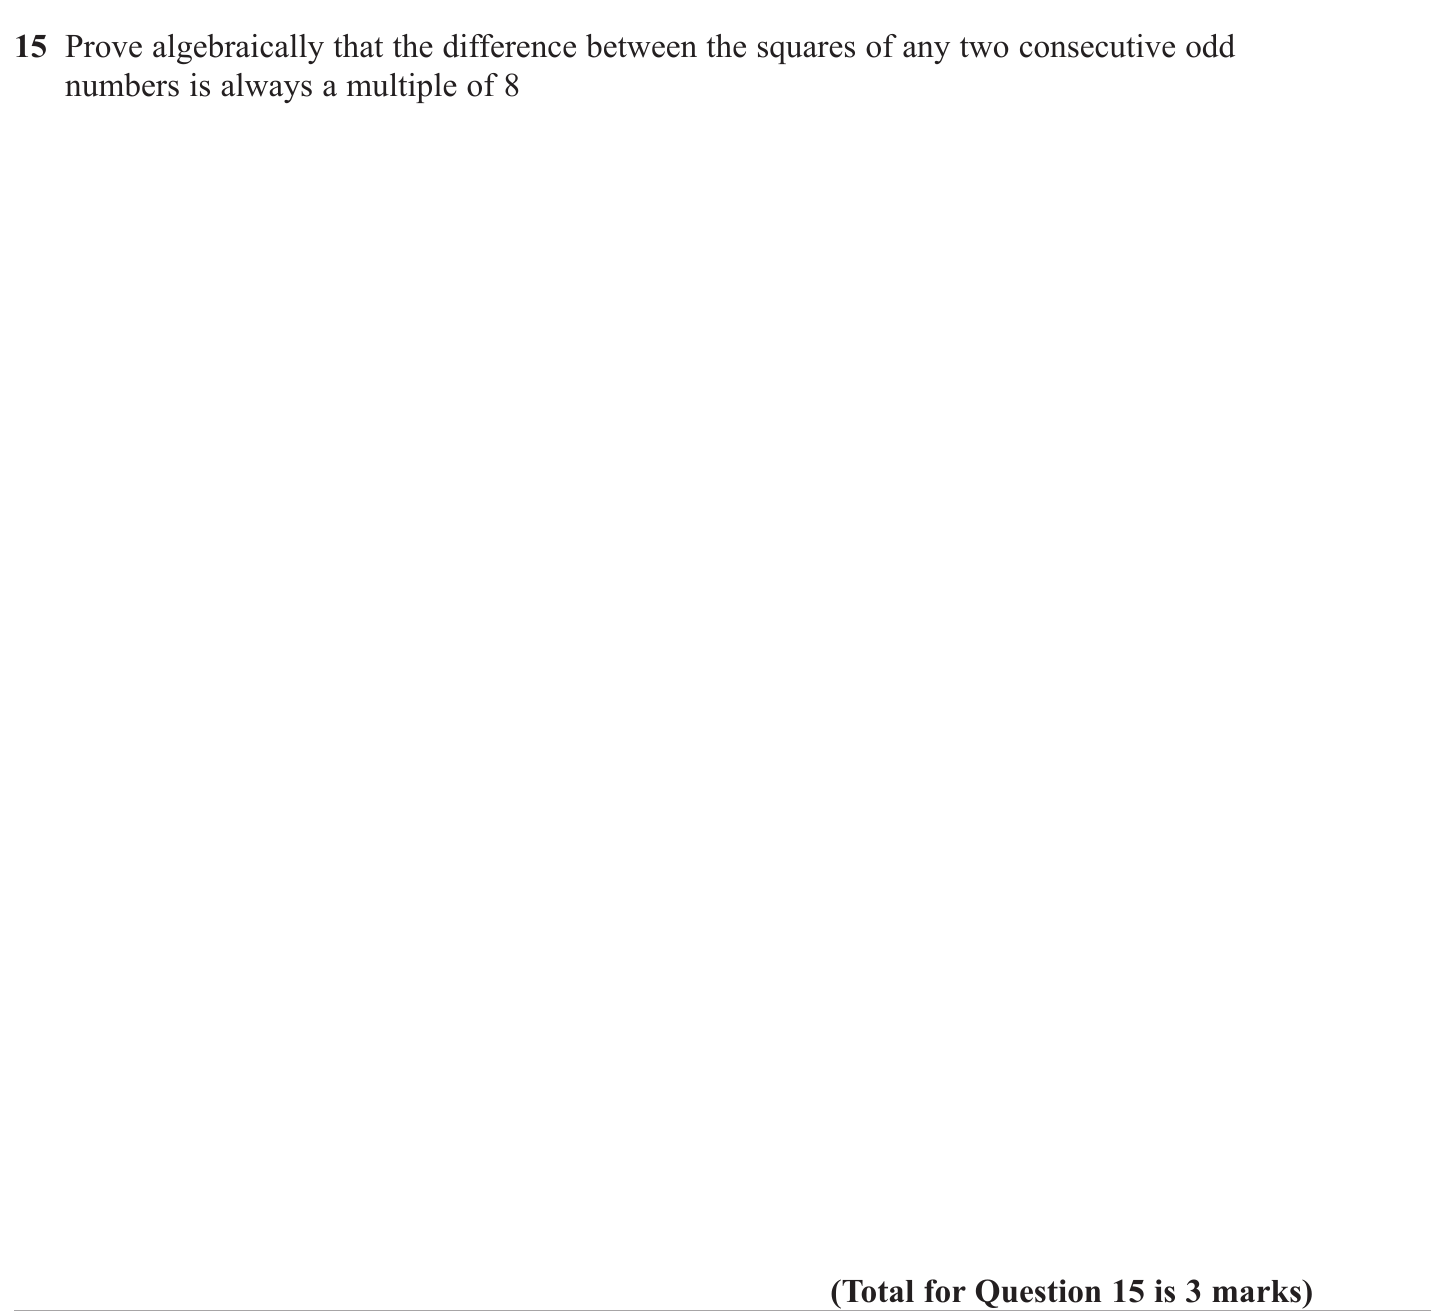 15 Prove algebraically that the difference between the squares of any two consecutive odd
numbers is always a multiple of 8
(Total for Question 15 is 3 marks)